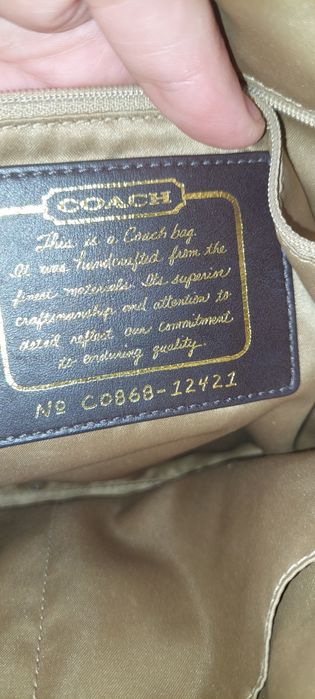 COACH
This is a Coach bag.
It was handcrafted from the
finest materials. Its superior
craftsmanship and attention to
detail reflect our commitment
to enduring quality.
No C0868-12421